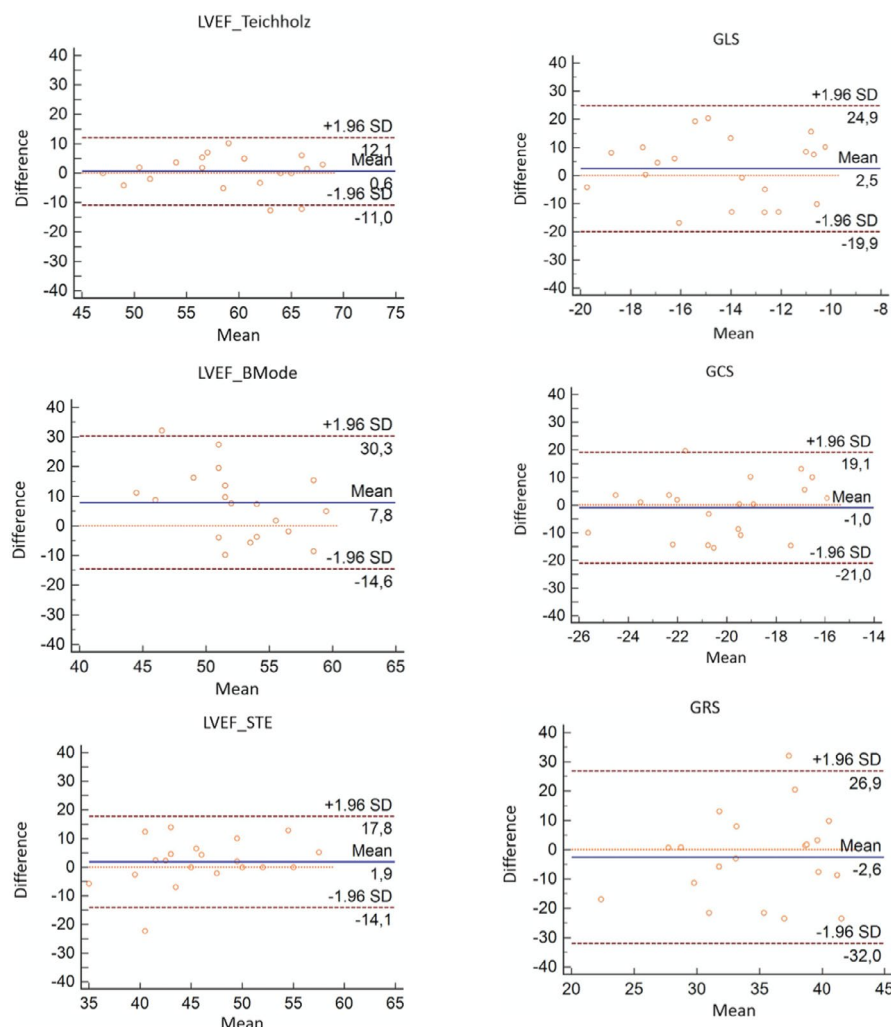 LVEF_Teichholz
40
30
20
10
0
-10
-20
-30
-40
Difference
+1.96 SD
12,1
Mean
0,6
-1.96 SD
-11,0
45 50 55 60 65 70 75
Mean
GLS
40
30
20
10
0
-10
-20
-30
-40
Difference
+1.96 SD
24,9
Mean
2,5
-1.96 SD
-19,9
-20 -18 -16 -14 -12 -10 -8
Mean
LVEF_BMode
40
30
20
10
0
-10
-20
-30
-40
Difference
+1.96 SD
30,3
Mean
7,8
-1.96 SD
-14,6
40 45 50 55 60 65
Mean
GCS
40
30
20
10
0
-10
-20
-30
-40
Difference
+1.96 SD
19,1
Mean
-1,0
-1.96 SD
-21,0
-26 -24 -22 -20 -18 -16 -14
Mean
LVEF_STE
40
30
20
10
0
-10
-20
-30
-40
Difference
+1.96 SD
17,8
Mean
1,9
-1.96 SD
-14,1
35 40 45 50 55 60 65
Mean
GRS
40
30
20
10
0
-10
-20
-30
-40
Difference
+1.96 SD
26,9
Mean
-2,6
-1.96 SD
-32,0
20 25 30 35 40 45
Mean